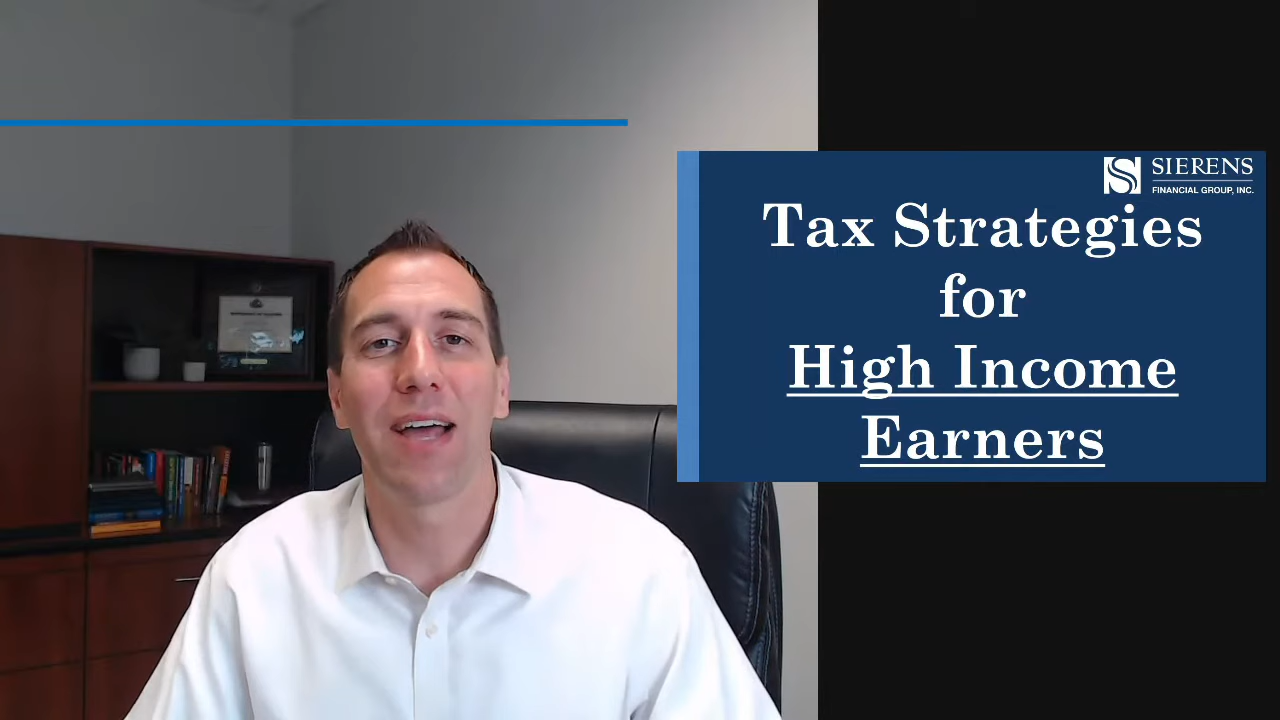 SIERENS
FINANCIAL GROUP, INC.
Tax Strategies
for
High Income
Earners